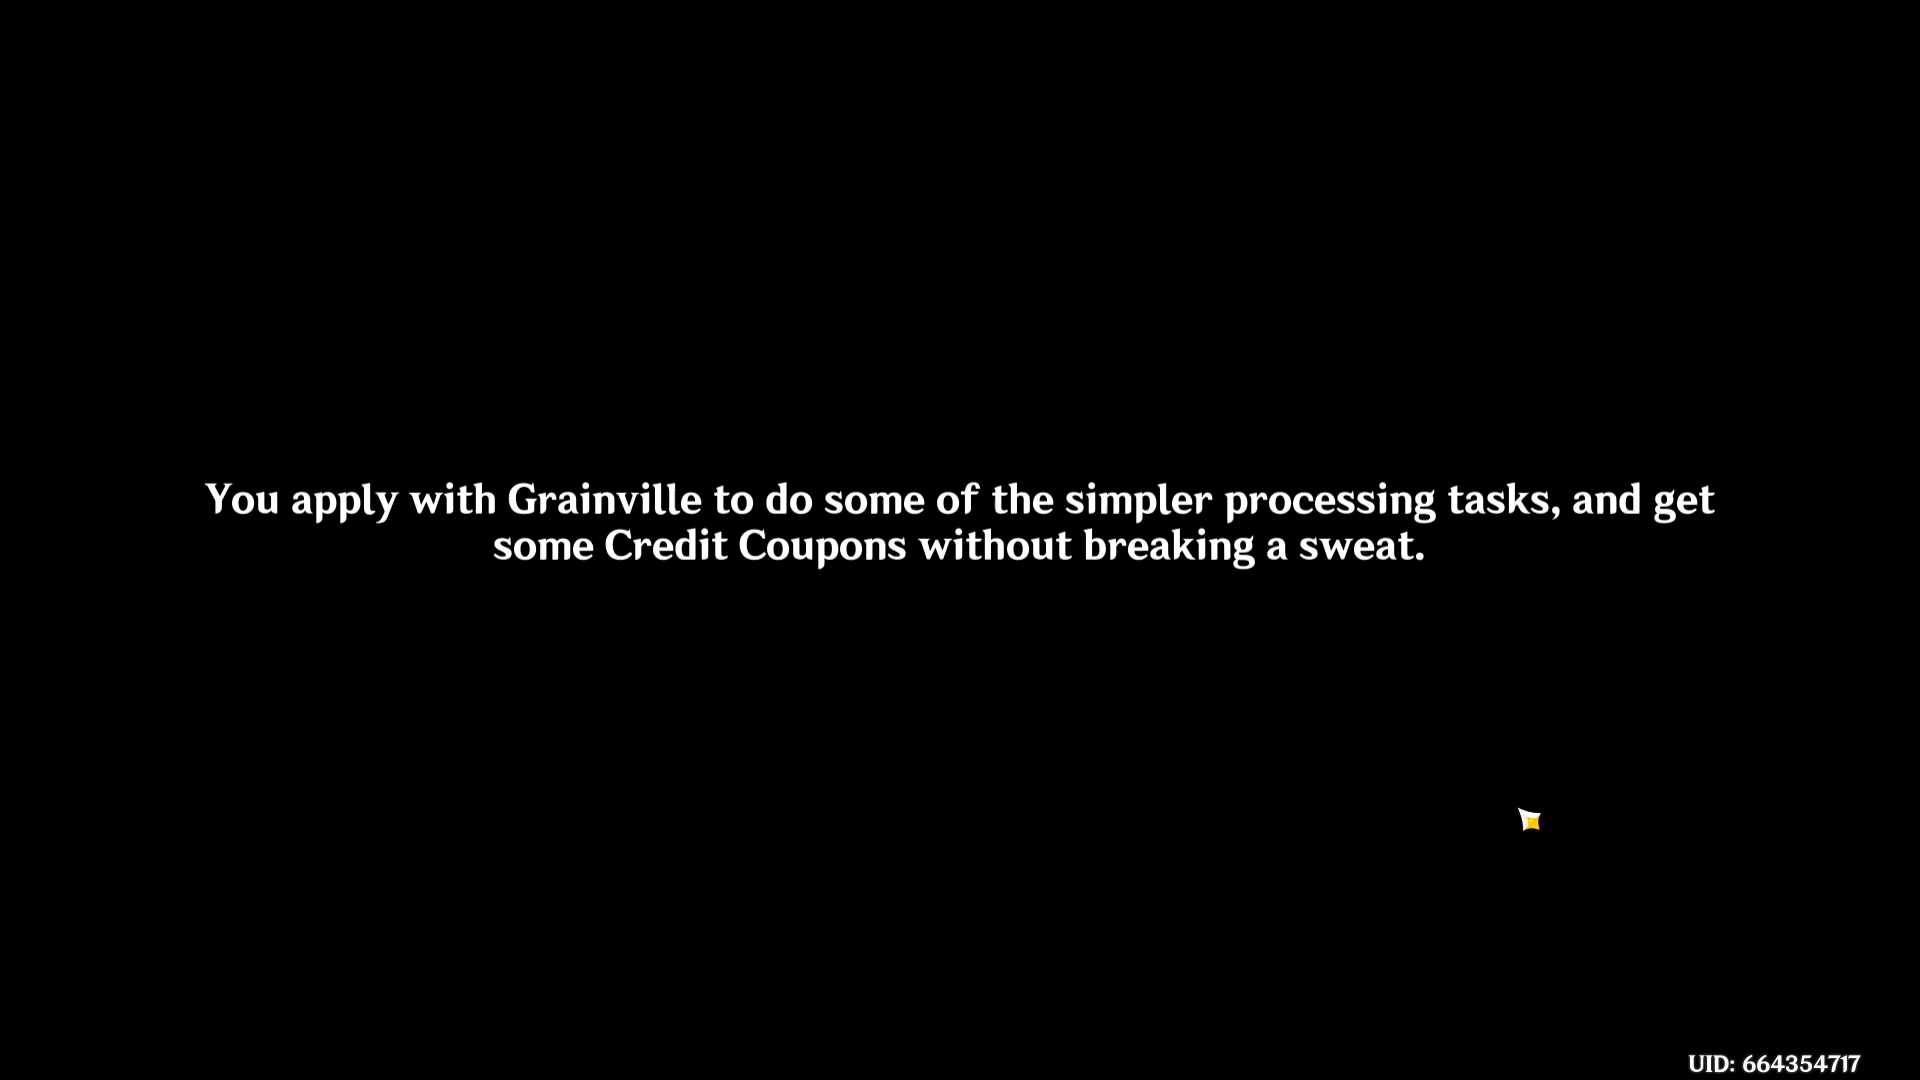 You apply with Grainville to do some of the simpler processing tasks, and get
some Credit Coupons without breaking a sweat.
UID: 664354717